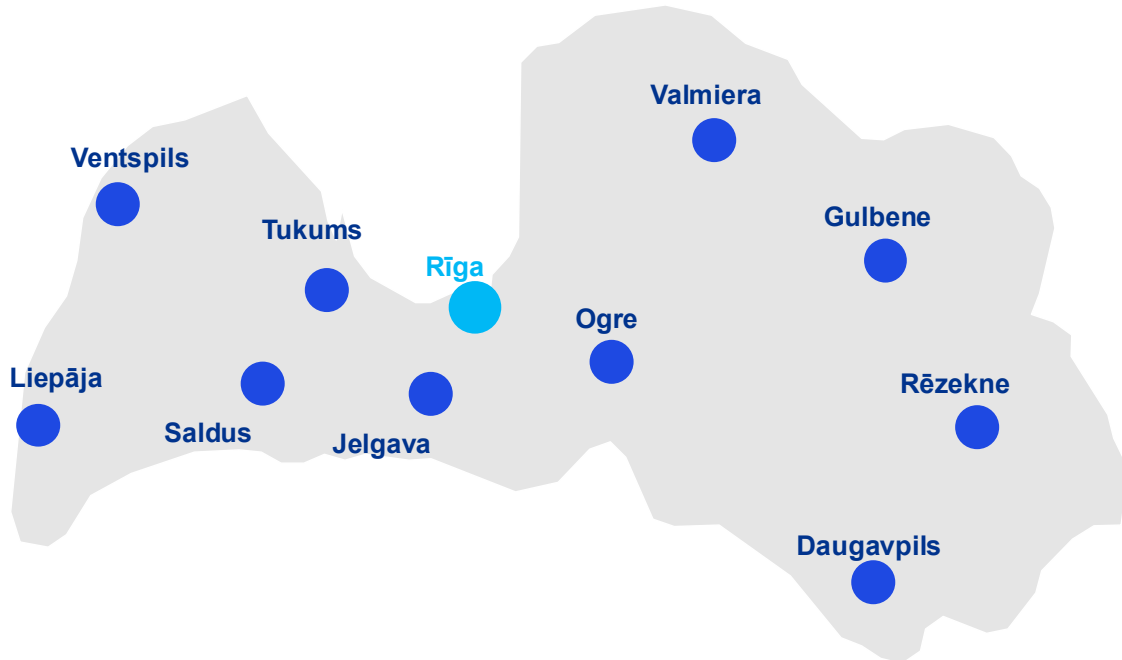 Valmiera
Ventspils
Gulbene
Tukums
Rīga
Ogre
Liepāja
Rēzekne
Saldus
Jelgava
Daugavpils